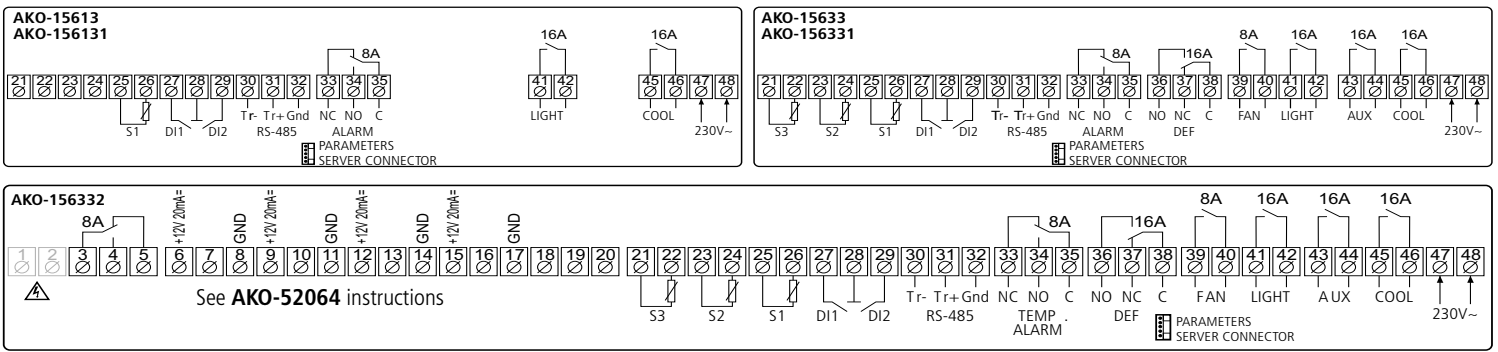 AKO-15613
AKO-156131
8A 16A 16A
21 22 23 24 25 26 27 28 29 30 31 32 33 34 35 41 42 45 46 47 48
Tr- Tr+ Gnd NC NO C LIGHT COOL
S1 DI1 DI2 RS-485 ALARM 230V~
PARAMETERS
SERVER CONNECTOR
AKO-15633
AKO-156331
8A 16A 8A 16A 16A 16A
21 22 23 24 25 26 27 28 29 30 31 32 33 34 35 36 37 38 39 40 41 42 43 44 45 46 47 48
Tr- Tr+ Gnd NC NO C NO NC C FAN LIGHT AUX COOL
S3 S2 S1 DI1 DI2 RS-485 ALARM DEF 230V~
PARAMETERS
SERVER CONNECTOR
AKO-156332
8A +12V 20mA= GND +12V 20mA= GND +12V 20mA= GND +12V 20mA= GND 8A 16A 8A 16A 16A 16A
1 2 3 4 5 6 7 8 9 10 11 12 13 14 15 16 17 18 19 20 21 22 23 24 25 26 27 28 29 30 31 32 33 34 35 36 37 38 39 40 41 42 43 44 45 46 47 48
See AKO-52064 instructions
Tr- Tr+ Gnd NC NO C NO NC C FAN LIGHT AUX COOL
S3 S2 S1 DI1 DI2 RS-485 TEMP. DEF 230V~
ALARM
PARAMETERS
SERVER CONNECTOR